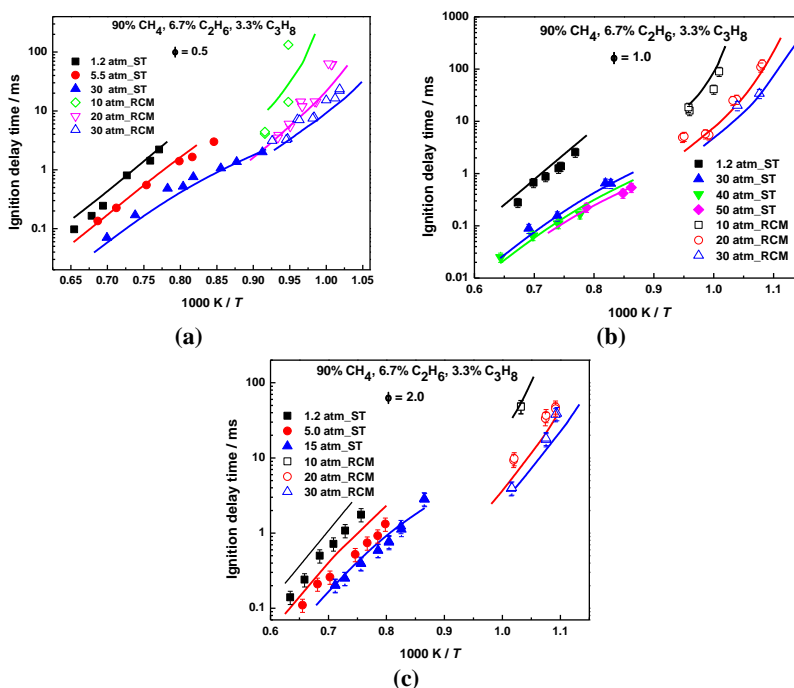 (a)
90% CH4, 6.7% C2H6, 3.3% C3H8
ϕ = 0.5
1.2 atm_ST
5.5 atm_ST
30 atm_ST
10 atm_RCM
20 atm_RCM
30 atm_RCM
Ignition delay time / ms
100
10
1
0.1
0.65 0.70 0.75 0.80 0.85 0.90 0.95 1.00 1.05
1000 K / T
(a)
90% CH4, 6.7% C2H6, 3.3% C3H8
ϕ = 1.0
1.2 atm_ST
30 atm_ST
40 atm_ST
50 atm_ST
10 atm_RCM
20 atm_RCM
30 atm_RCM
Ignition delay time / ms
1000
100
10
1
0.1
0.01
0.6 0.7 0.8 0.9 1.0 1.1
1000 K / T
(b)
90% CH4, 6.7% C2H6, 3.3% C3H8
ϕ = 2.0
1.2 atm_ST
5.0 atm_ST
15 atm_ST
10 atm_RCM
20 atm_RCM
30 atm_RCM
Ignition delay time / ms
100
10
1
0.1
0.6 0.7 0.8 0.9 1.0 1.1
1000 K / T
(c)